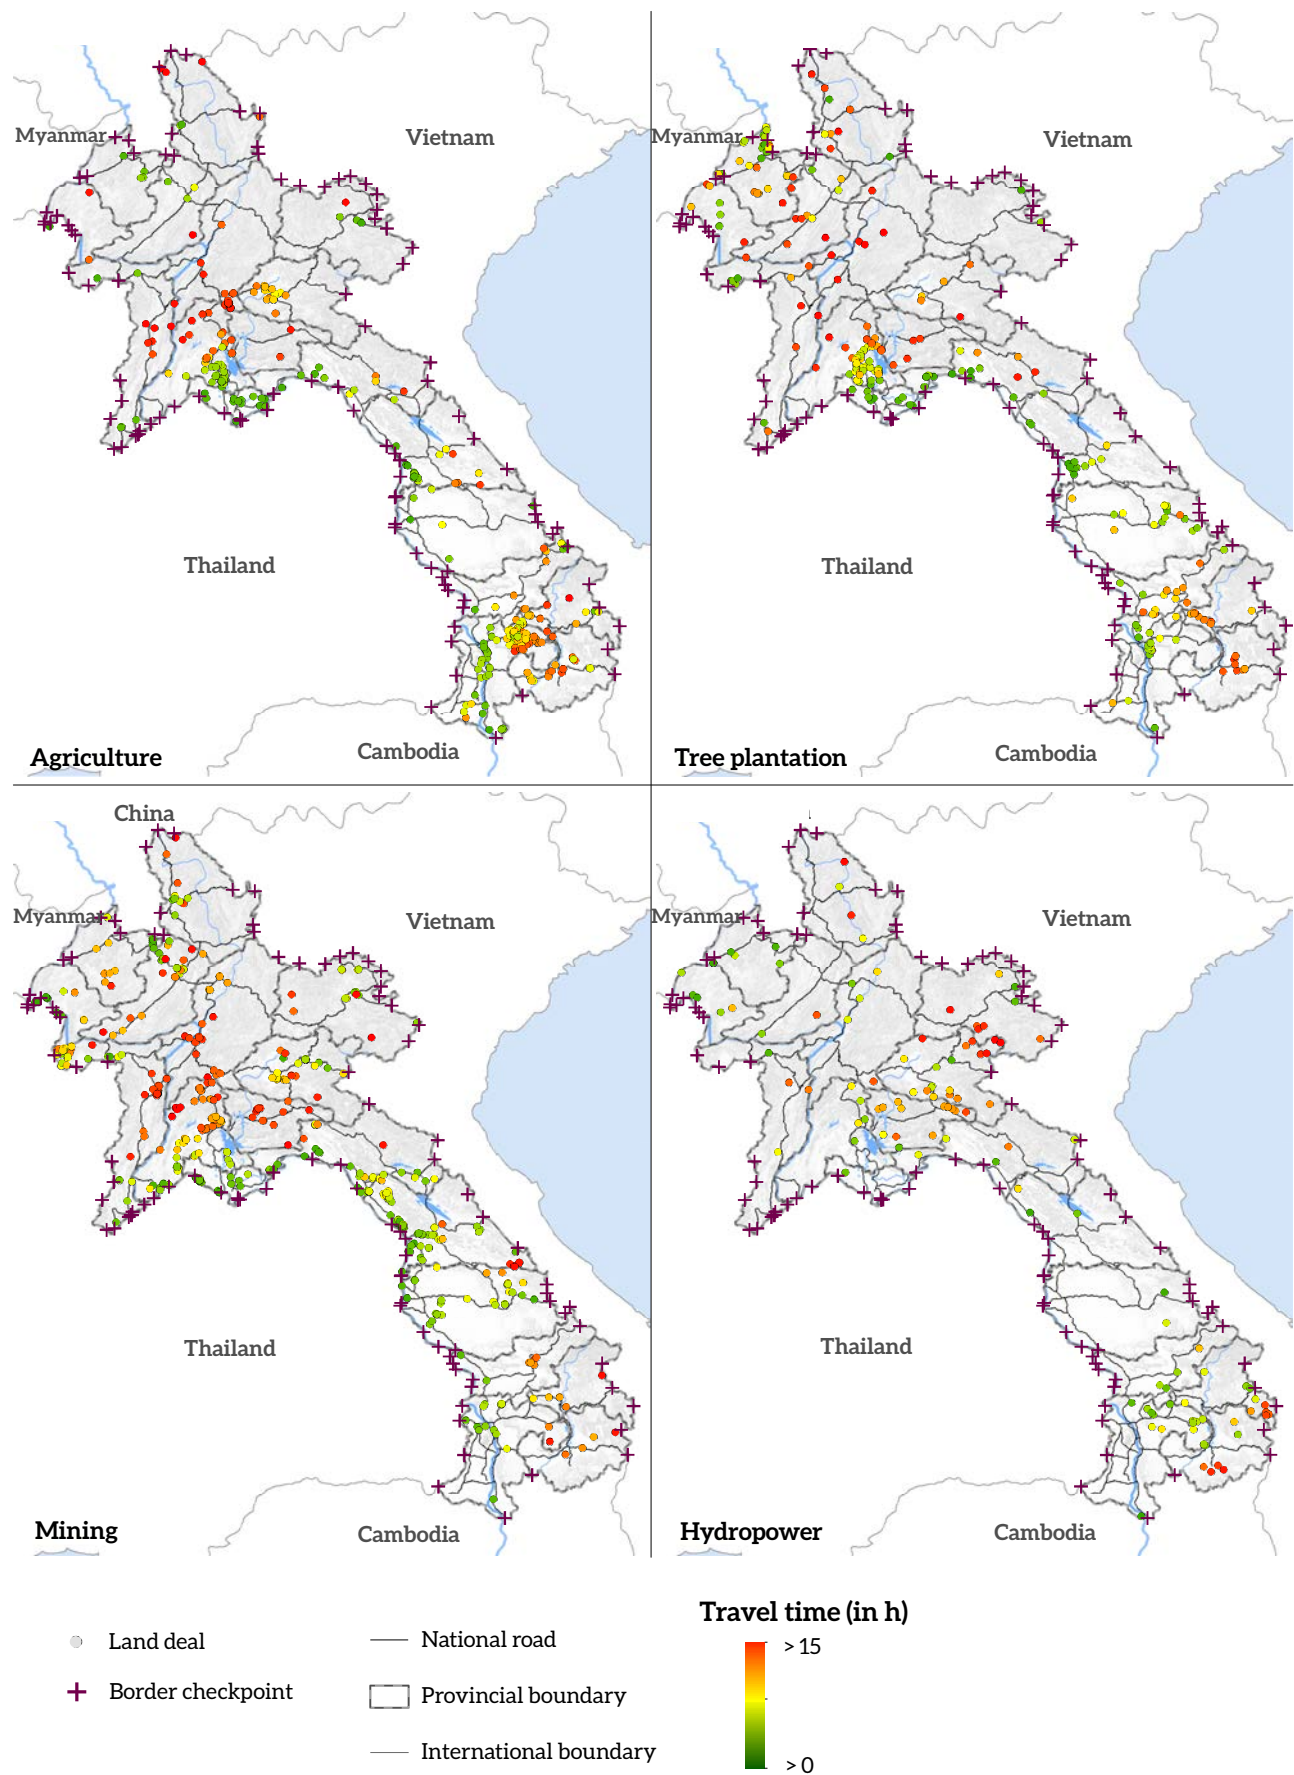 Myanmar
Vietnam
Thailand
Cambodia
Agriculture
Myanmar
Vietnam
Thailand
Cambodia
Tree plantation
China
Myanmar
Vietnam
Thailand
Cambodia
Mining
Myanmar
Vietnam
Thailand
Cambodia
Hydropower
Land deal
Border checkpoint
National road
Provincial boundary
International boundary
Travel time (in h)
> 15
> 0